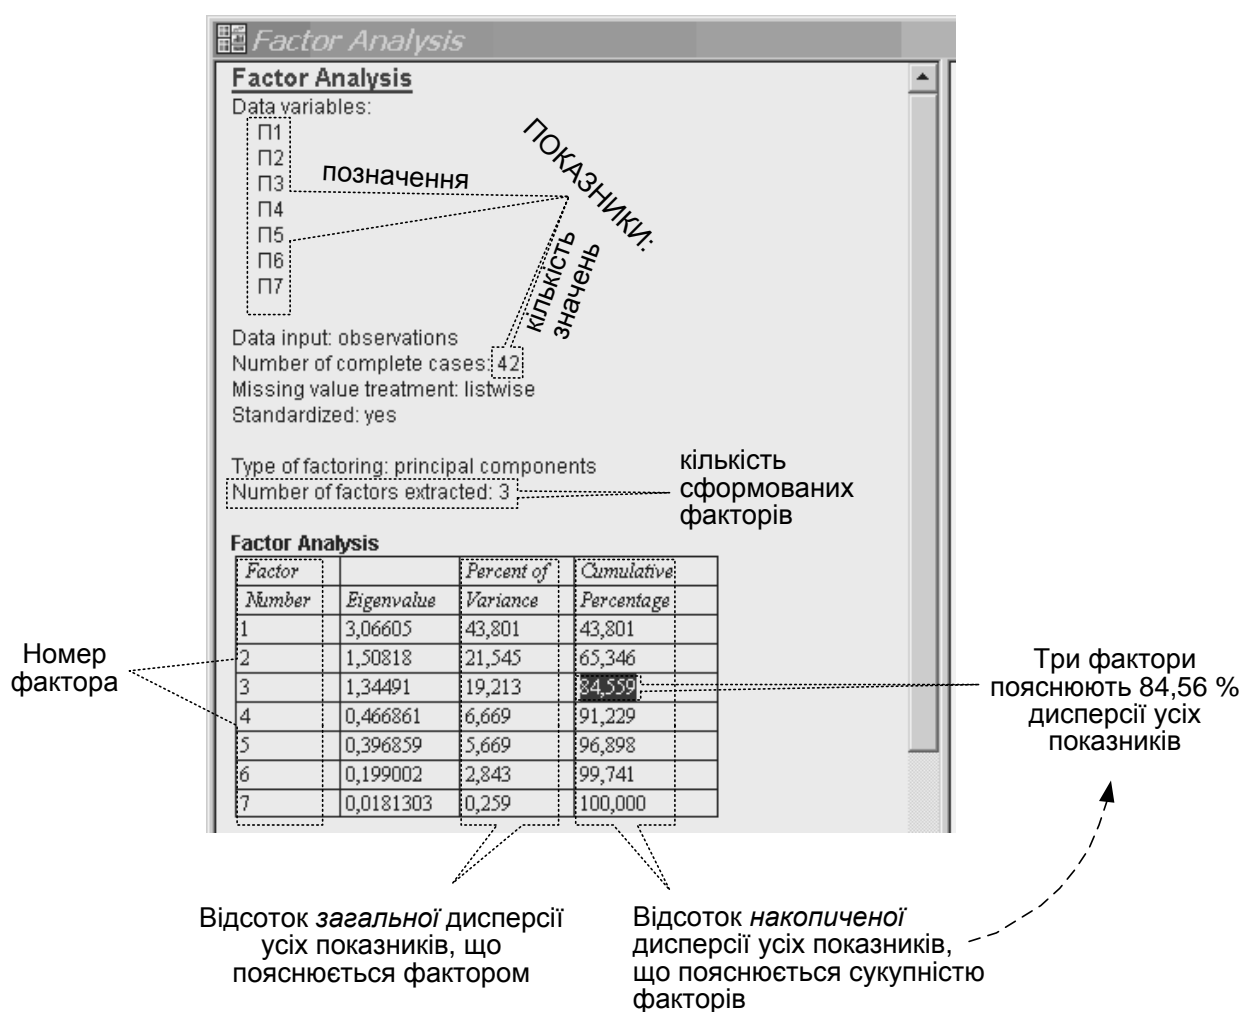 Factor Analysis
Factor Analysis
Data variables:
П1
П2
П3
П4
П5
П6
П7
позначення
ПОКАЗНИКИ:
кількість
значень
Data input: observations
Number of complete cases: 42
Missing value treatment: listwise
Standardized: yes
Type of factoring: principal components
Number of factors extracted: 3
кількість
сформованих
факторів
Factor Analysis
Factor Percent of Cumulative
Number Eigenvalue Variance Percentage
1 3,06605 43,801 43,801
2 1,50818 21,545 65,346
3 1,34491 19,213 84,559
4 0,466861 6,669 91,229
5 0,396859 5,669 96,898
6 0,199002 2,843 99,741
7 0,0181303 0,259 100,000
Номер
фактора
Три фактори
пояснюють 84,56 %
дисперсії усіх
показників
Відсоток загальної дисперсії
усіх показників, що
пояснюється фактором
Відсоток накопиченої
дисперсії усіх показників,
що пояснюється сукупністю
факторів